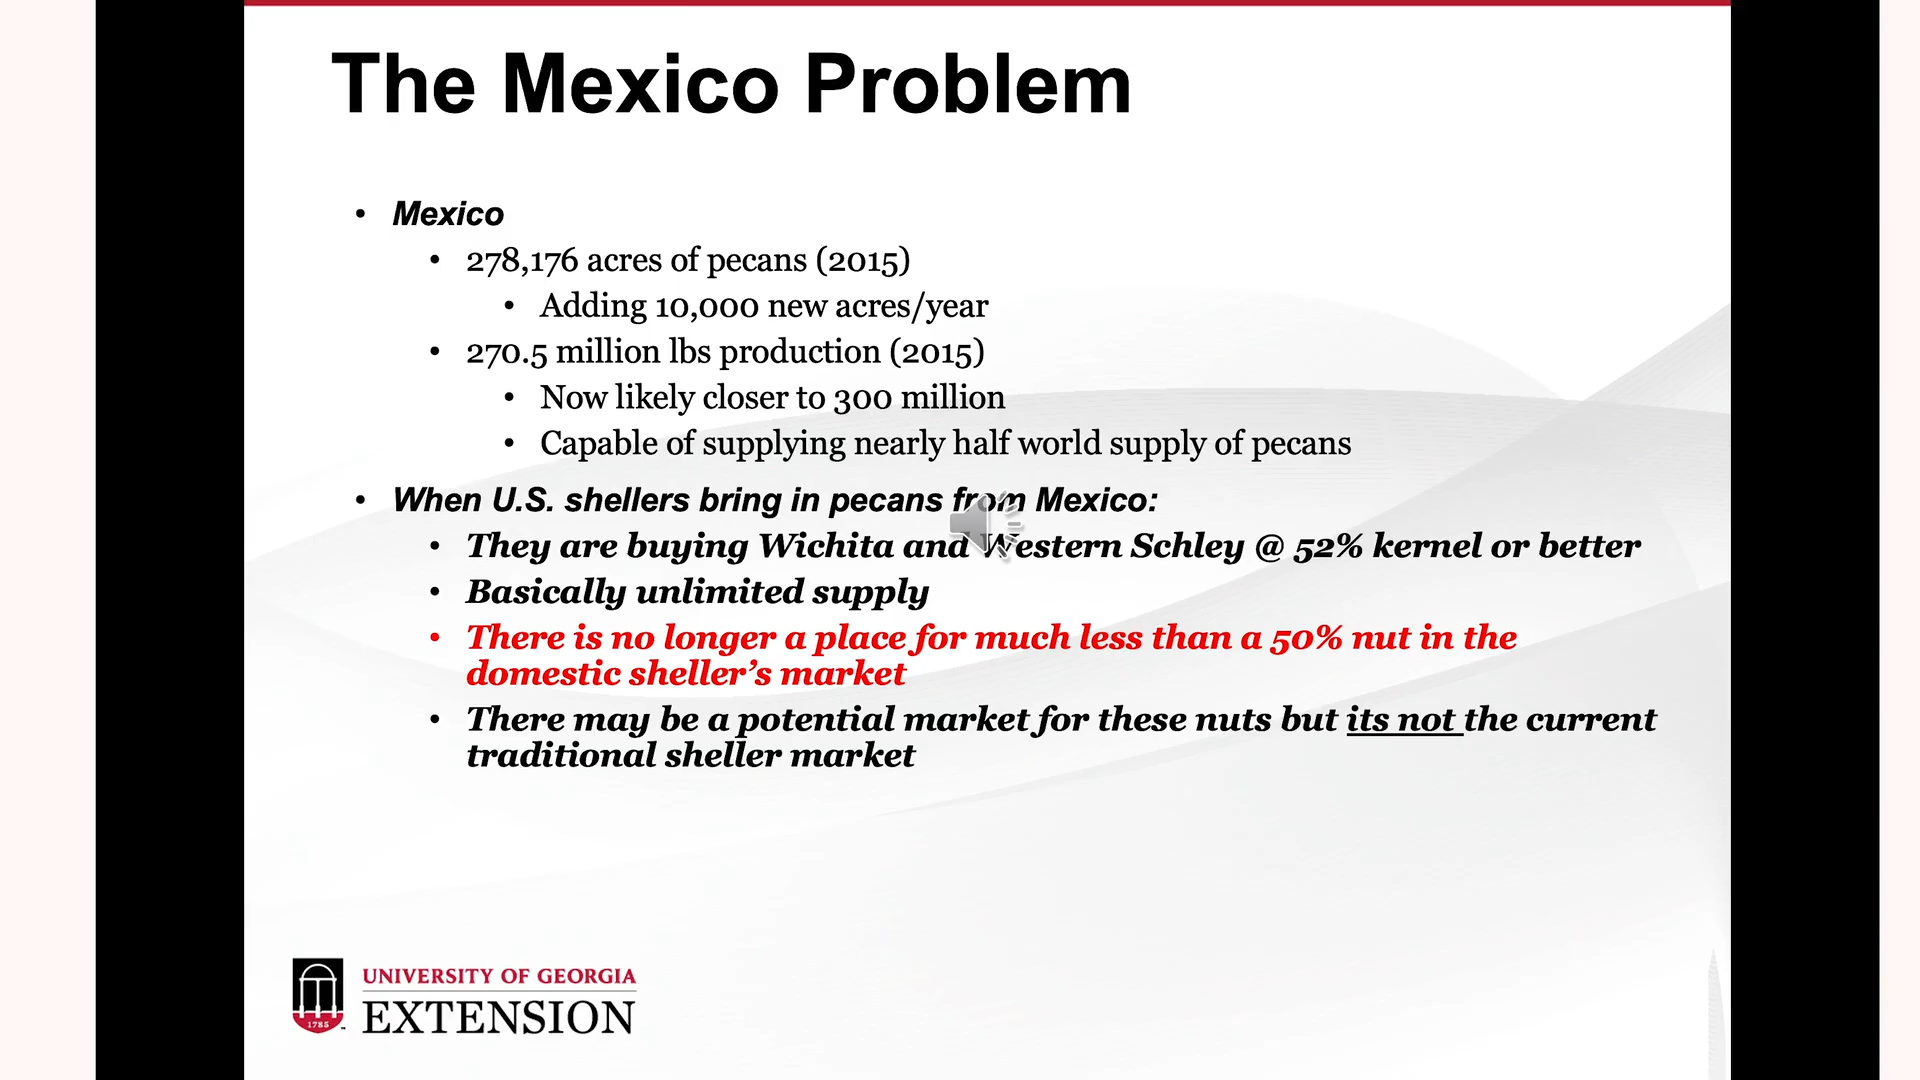 The Mexico Problem
• Mexico
• 278,176 acres of pecans (2015)
• Adding 10,000 new acres/year
• 270.5 million lbs production (2015)
• Now likely closer to 300 million
• Capable of supplying nearly half world supply of pecans
• When U.S. shellers bring in pecans from Mexico:
• They are buying Wichita and Western Schley @ 52% kernel or better
• Basically unlimited supply
• There is no longer a place for much less than a 50% nut in the
domestic sheller’s market
• There may be a potential market for these nuts but its not the current
traditional sheller market
1785
UNIVERSITY OF GEORGIA
EXTENSION